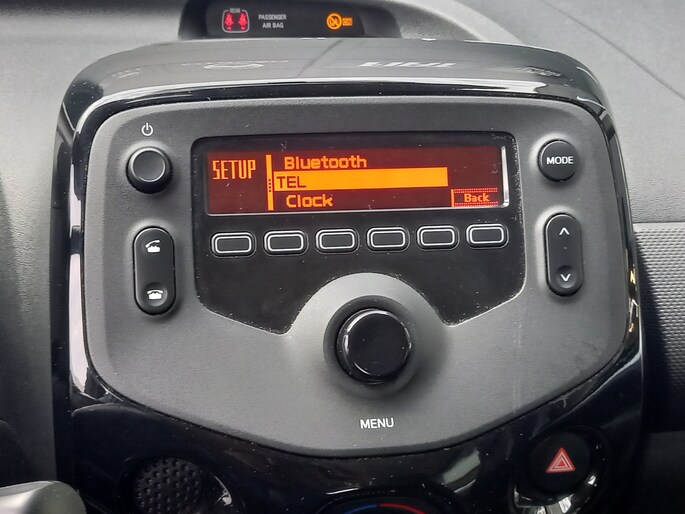 PASSENGER
AIR BAG
SETUP
Bluetooth
TEL
Clock
Back
MODE
MENU